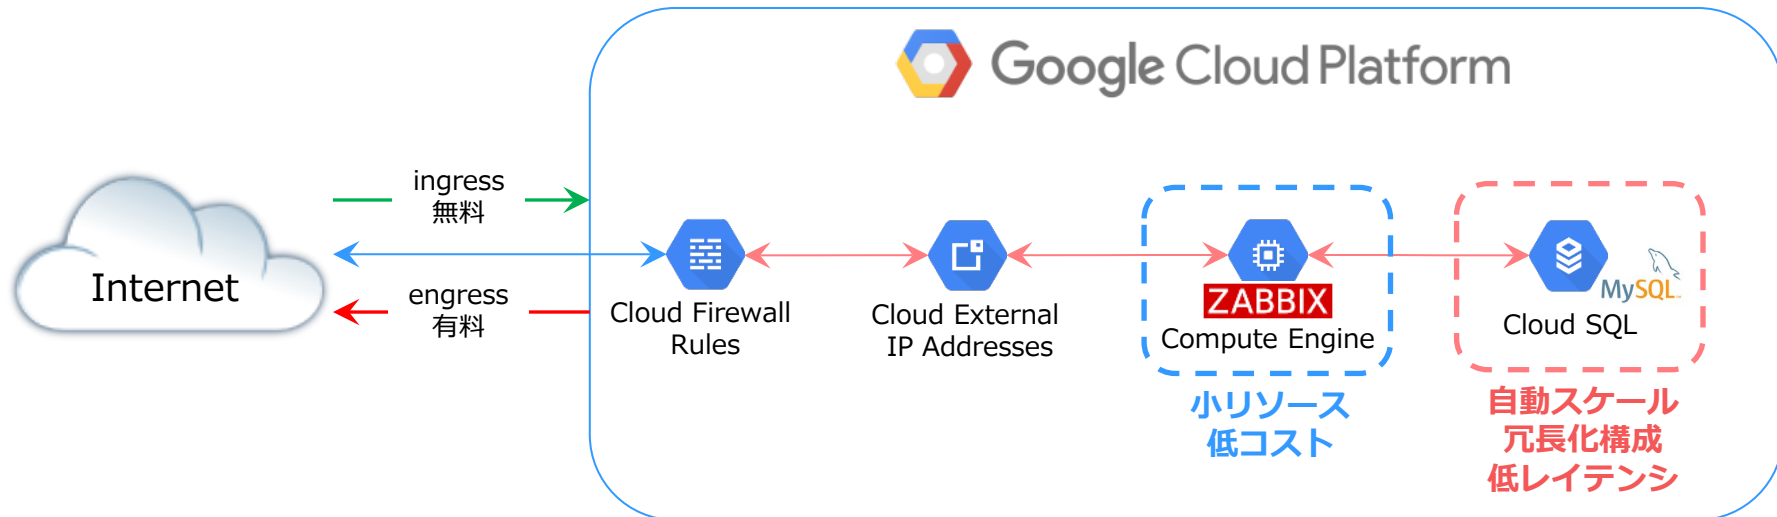 Google Cloud Platform
ingress
無料
Internet
engress
有料
Cloud Firewall
Rules
Cloud External
IP Addresses
ZABBIX
Compute Engine
MySQL
Cloud SQL
小リソース
低コスト
自動スケール
冗長化構成
低レイテンシ